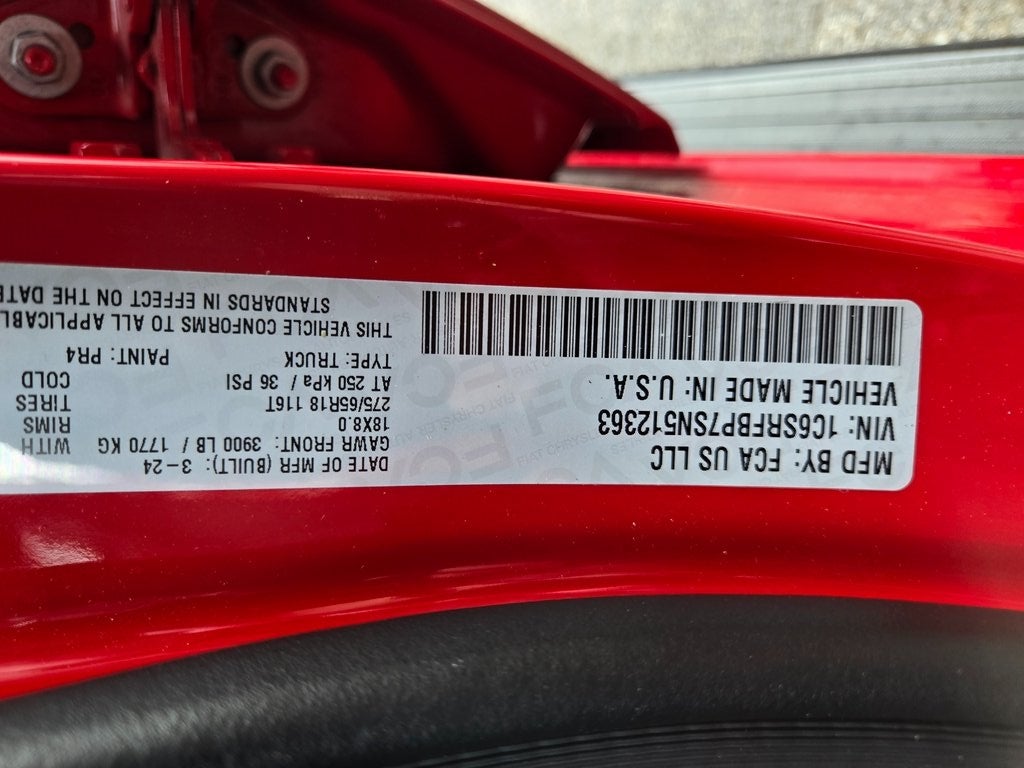 MFD BY: FCA US LLC
DATE OF MFR (BUILT): 3-24
GAWR FRONT: 3900 LB / 1770 KG WITH
18X8.0 RIMS
VIN: 1C6SRFBP7SN512363
275/65R18 116T TIRES
VEHICLE MADE IN: U.S.A.
AT 250 kPa / 36 PSI COLD
TYPE: TRUCK PAINT: PR4
THIS VEHICLE CONFORMS TO ALL
STANDARDS IN EFFECT ON THE DATE